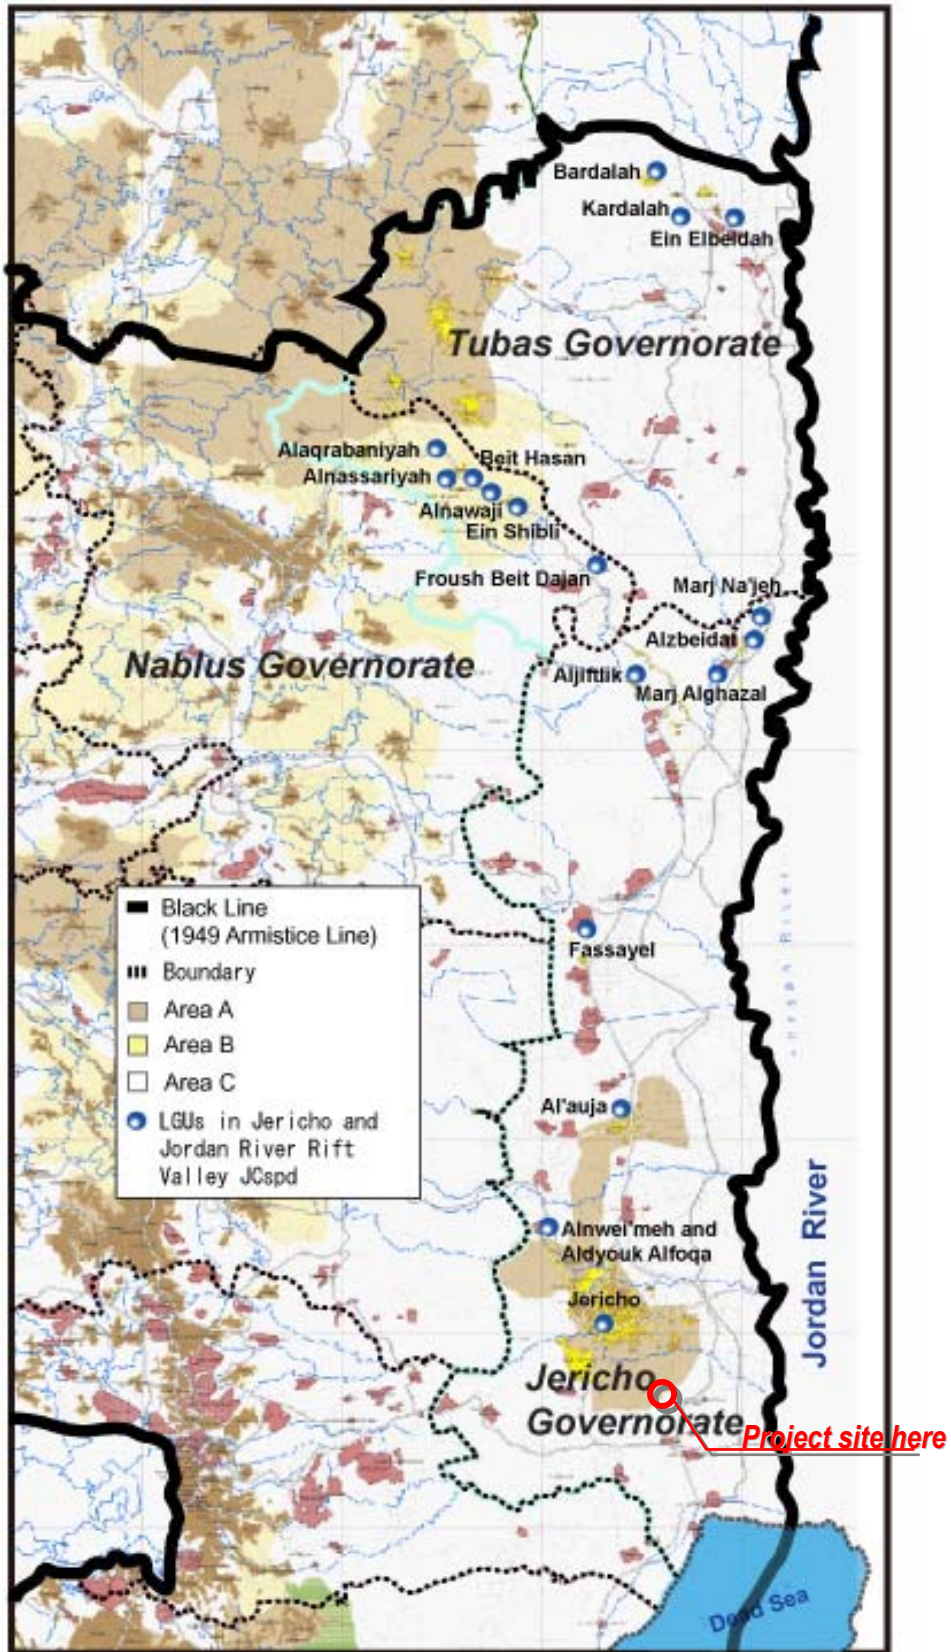 Bardalah
Kardalah
Ein Elbeidah
Tubas Governorate
Alaqrabaniyah
Beit Hasan
Alnassariyah
Alnawaji
Ein Shibli
Froush Beit Dajan
Marj Na'jeh
Alzbeidat
Nablus Governorate
Aljiftlik
Marj Alghazal
Black Line
(1949 Armistice Line)
Boundary
Area A
Area B
Area C
LGUs in Jericho and
Jordan River Rift
Valley JCspd
Fassayel
Al'auja
Alnwei'meh and
Aldyouk Alfoqa
Jericho
Jordan River
Jericho
Governorate
Project site here
Dead Sea